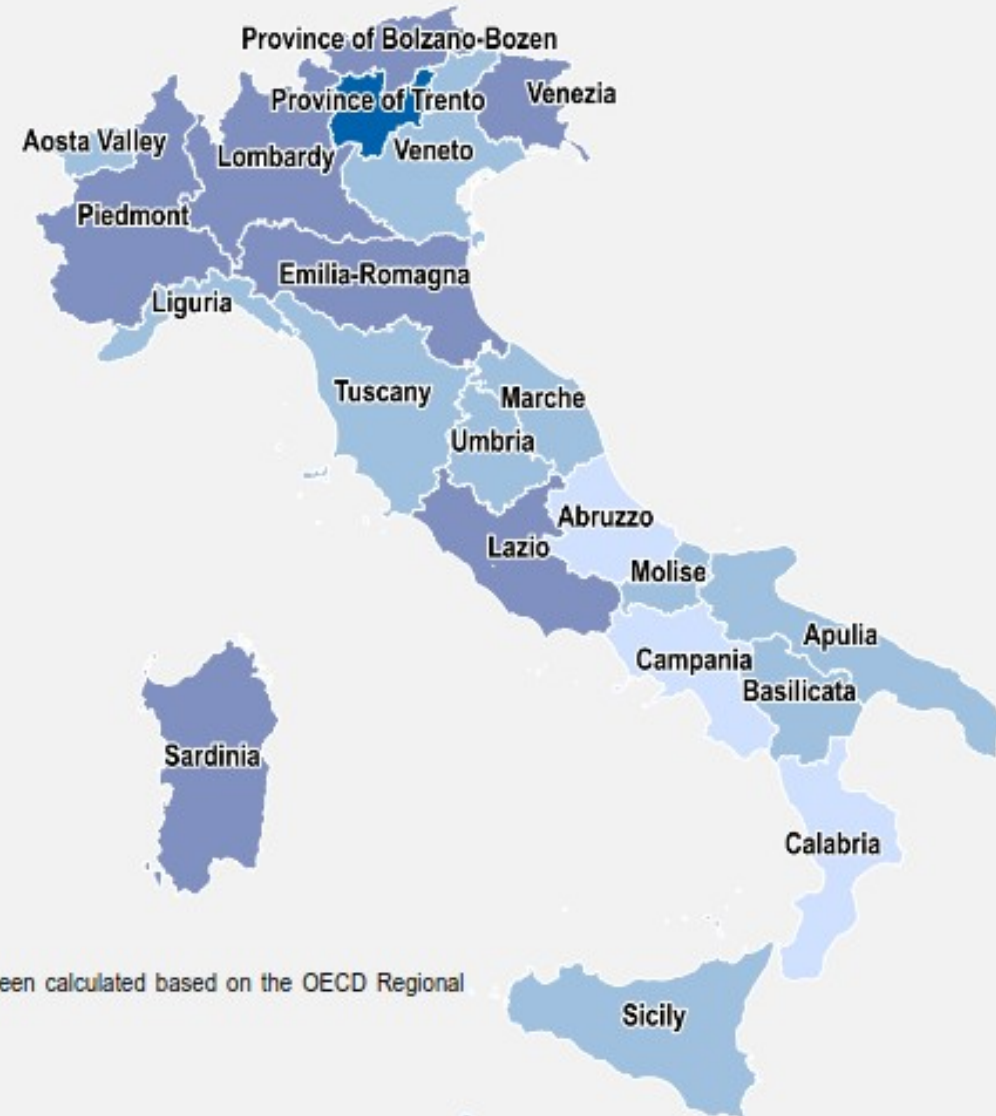 Province of Bolzano-Bozen
Province of Trento
Venezia
Aosta Valley
Lombardy
Veneto
Piedmont
Emilia-Romagna
Liguria
Tuscany
Marche
Umbria
Abruzzo
Lazio
Molise
Apulia
Campania
Basilicata
Sardinia
Calabria
calculated based on the OECD Regional
Sicily